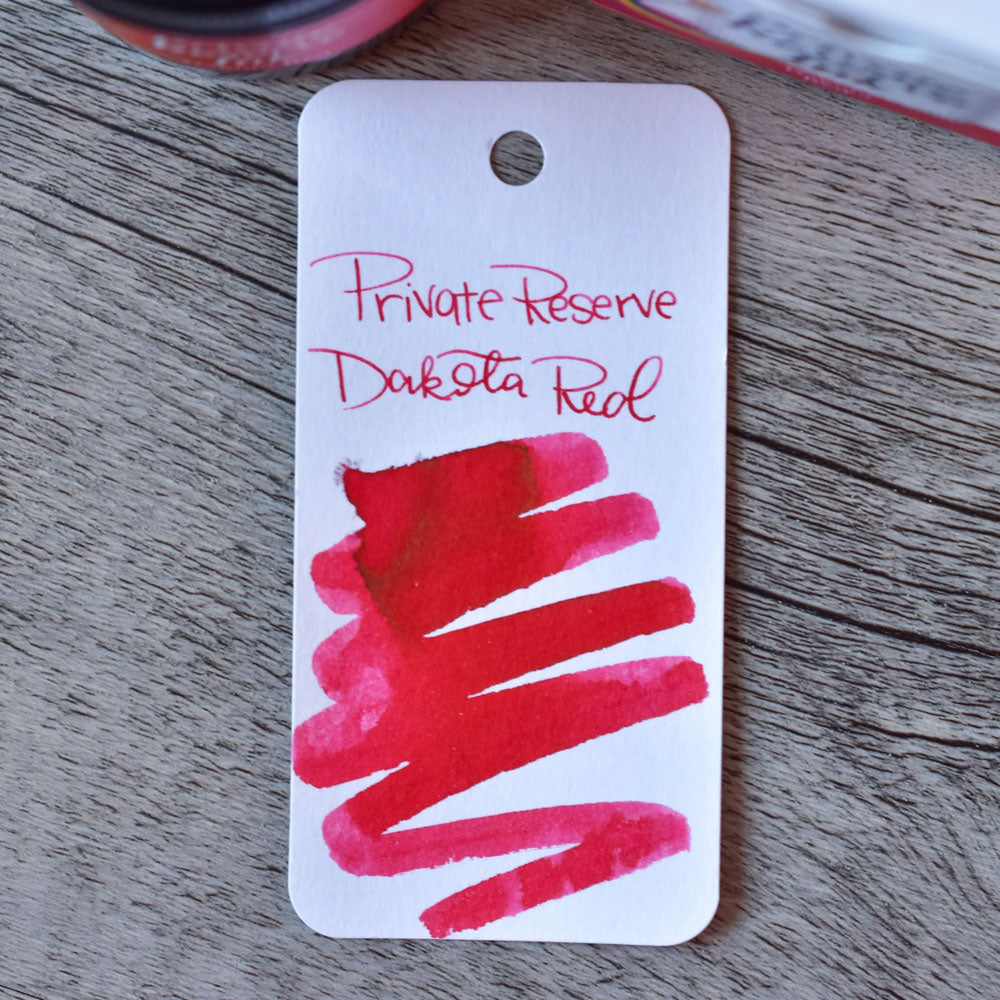 Private Reserve
Dakota Red